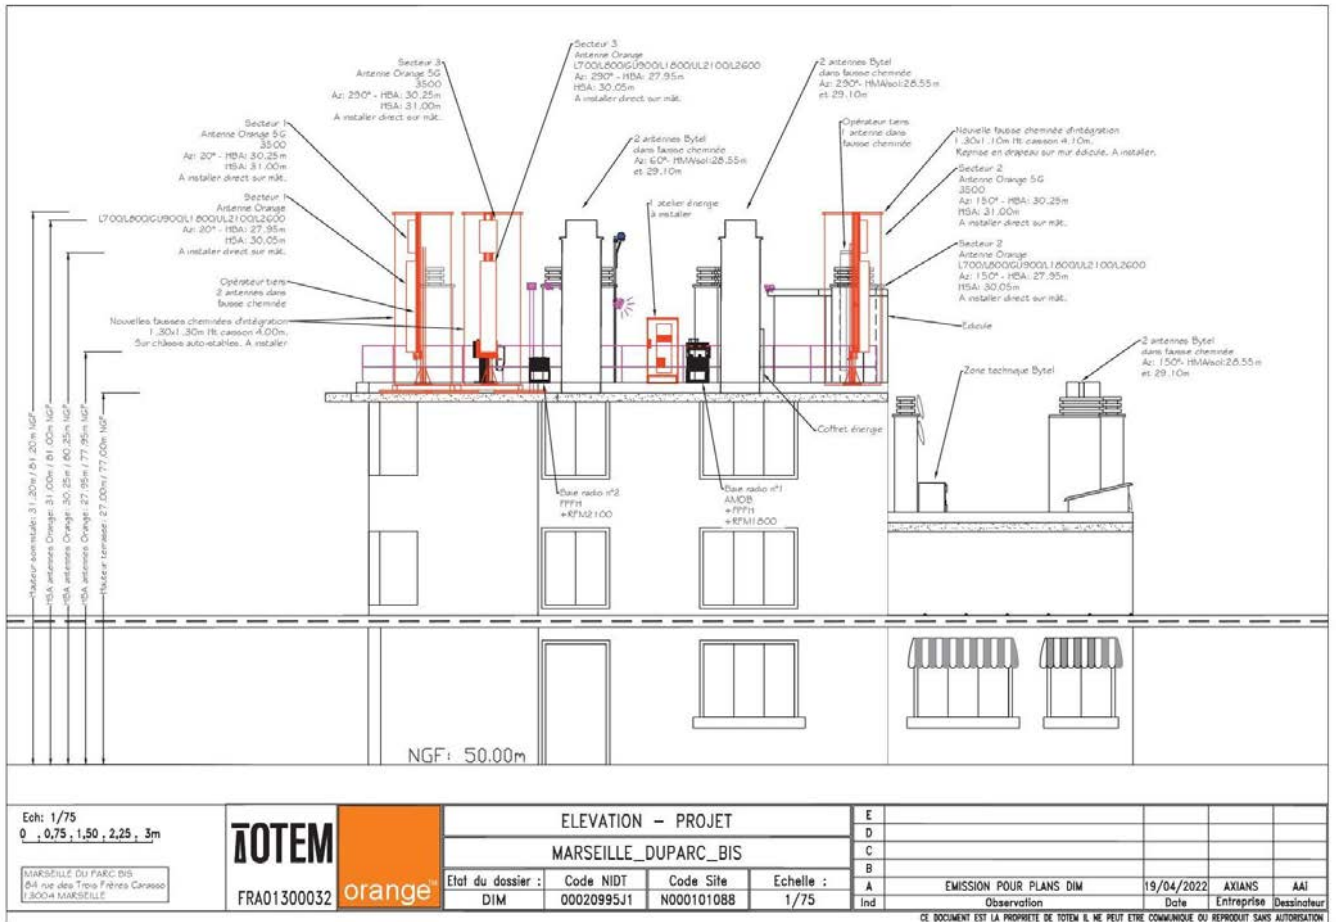 Secteur 3
Antenne Orange
L700/L800/GU900/L1800/UL2100/L2600
Az: 290° - HBA: 27.95m
HSA: 30.05m
A installer direct sur mât.
Secteur 3
Antenne Orange 5G
3500
Az: 290° - HBA: 30.25m
HSA: 31.00m
A installer direct sur mât.
2 antennes Bytel
dans fausse cheminée
Az: 290°- HMA/sol:28.55m
et 29.10m
Secteur 1
Antenne Orange 5G
3500
Az: 20° - HBA: 30.25m
HSA: 31.00m
A installer direct sur mât.
2 antennes Bytel
dans fausse cheminée
Az: 60°- HMA/sol:28.55m
et 29.10m
Opérateur tiers
1 antenne dans
fausse cheminée
Nouvelle fausse cheminée d'intégration
1.30x1.10m Ht caisson 4.10m.
Reprise en drapeau sur mur édicule. A installer.
Secteur 2
Antenne Orange 5G
3500
Az: 150° - HBA: 30.25m
HSA: 31.00m
A installer direct sur mât.
Secteur 1
Antenne Orange
L700/L800/GU900/L1800/UL2100/L2600
Az: 20° - HBA: 27.95m
HSA: 30.05m
A installer direct sur mât.
1 atelier énergie
à installer
Secteur 2
Antenne Orange
L700/L800/GU900/L1800/UL2100/L2600
Az: 150° - HBA: 27.95m
HSA: 30.05m
A installer direct sur mât.
Opérateur tiers
2 antennes dans
fausse cheminée
Nouvelles fausses cheminées d'intégration
1.30x1.30m Ht caisson 4.00m.
Sur châssis auto-stables. A installer
Edicule
2 antennes Bytel
dans fausse cheminée
Az: 150°- HMA/sol:28.55m
et 29.10m
Zone technique Bytel
Coffret énergie
Baie radio n°2
FPFH
+RFM2100
Baie radio n°1
AMOB
+FPFH
+RFM1800
Hauteur sommitale: 31.20m / 81.20m NGF
HSA antennes Orange: 31.00m / 81.00m NGF
HBA antennes Orange: 30.25m / 80.25m NGF
HBA antennes Orange: 27.95m / 77.95m NGF
Hauteur terrasse: 27.00m / 77.00m NGF
NGF: 50.00m
Ech: 1/75
0 0,75 1,50 2,25 3m
MARSEILLE DU PARC BIS
84 rue des Trois Frères Carasso
13004 MARSEILLE
TOTEM
FRA01300032
orange™
ELEVATION - PROJET
MARSEILLE_DUPARC_BIS
Etat du dossier : Code NIDT Code Site Echelle :
DIM 00020995J1 N000101088 1/75
E
D
C
B
A EMISSION POUR PLANS DIM 19/04/2022 AXIANS AAI
Ind Observation Date Entreprise Dessinateur
CE DOCUMENT EST LA PROPRIETE DE TOTEM IL NE PEUT ETRE COMMUNIQUE OU REPRODUIT SANS AUTORISATION